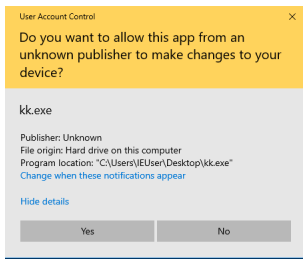 User Account Control
Do you want to allow this app from an
unknown publisher to make changes to your
device?
kk.exe
Publisher: Unknown
File origin: Hard drive on this computer
Program location: "C:\Users\IEUser\Desktop\kk.exe"
Change when these notifications appear
Hide details
Yes
No